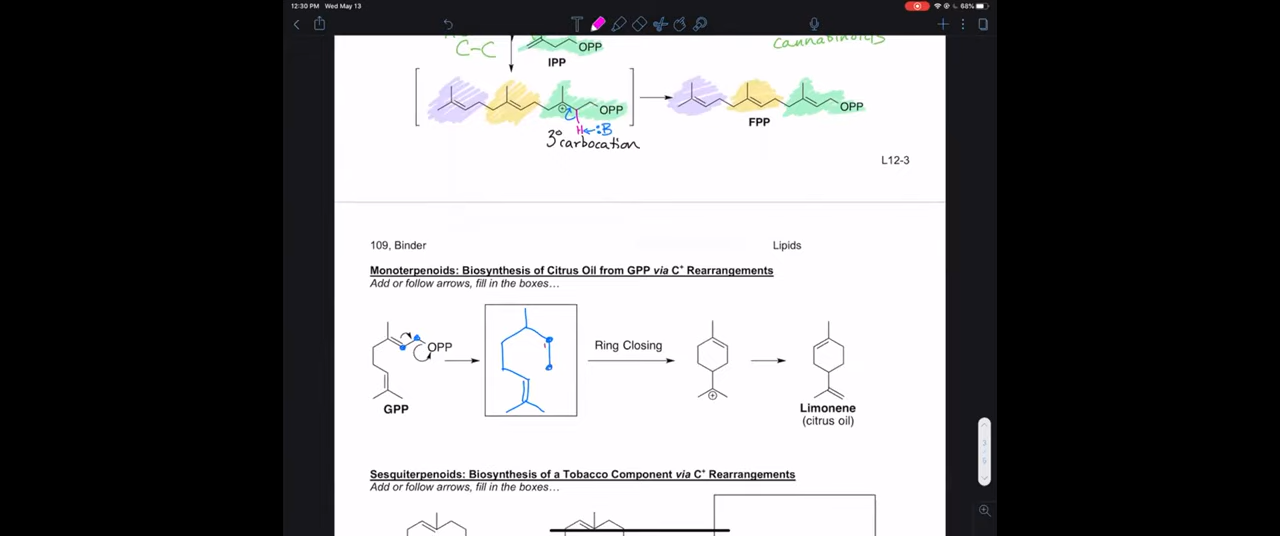 12:30 PM Wed May 13
68%
cannabinoids
C-C
OPP
IPP
OPP
OPP
H :B
FPP
3° carbocation
L12-3
109, Binder
Lipids
Monoterpenoids: Biosynthesis of Citrus Oil from GPP via C+ Rearrangements
Add or follow arrows, fill in the boxes…
OPP
Ring Closing
GPP
Limonene
(citrus oil)
Sesquiterpenoids: Biosynthesis of a Tobacco Component via C+ Rearrangements
Add or follow arrows, fill in the boxes…